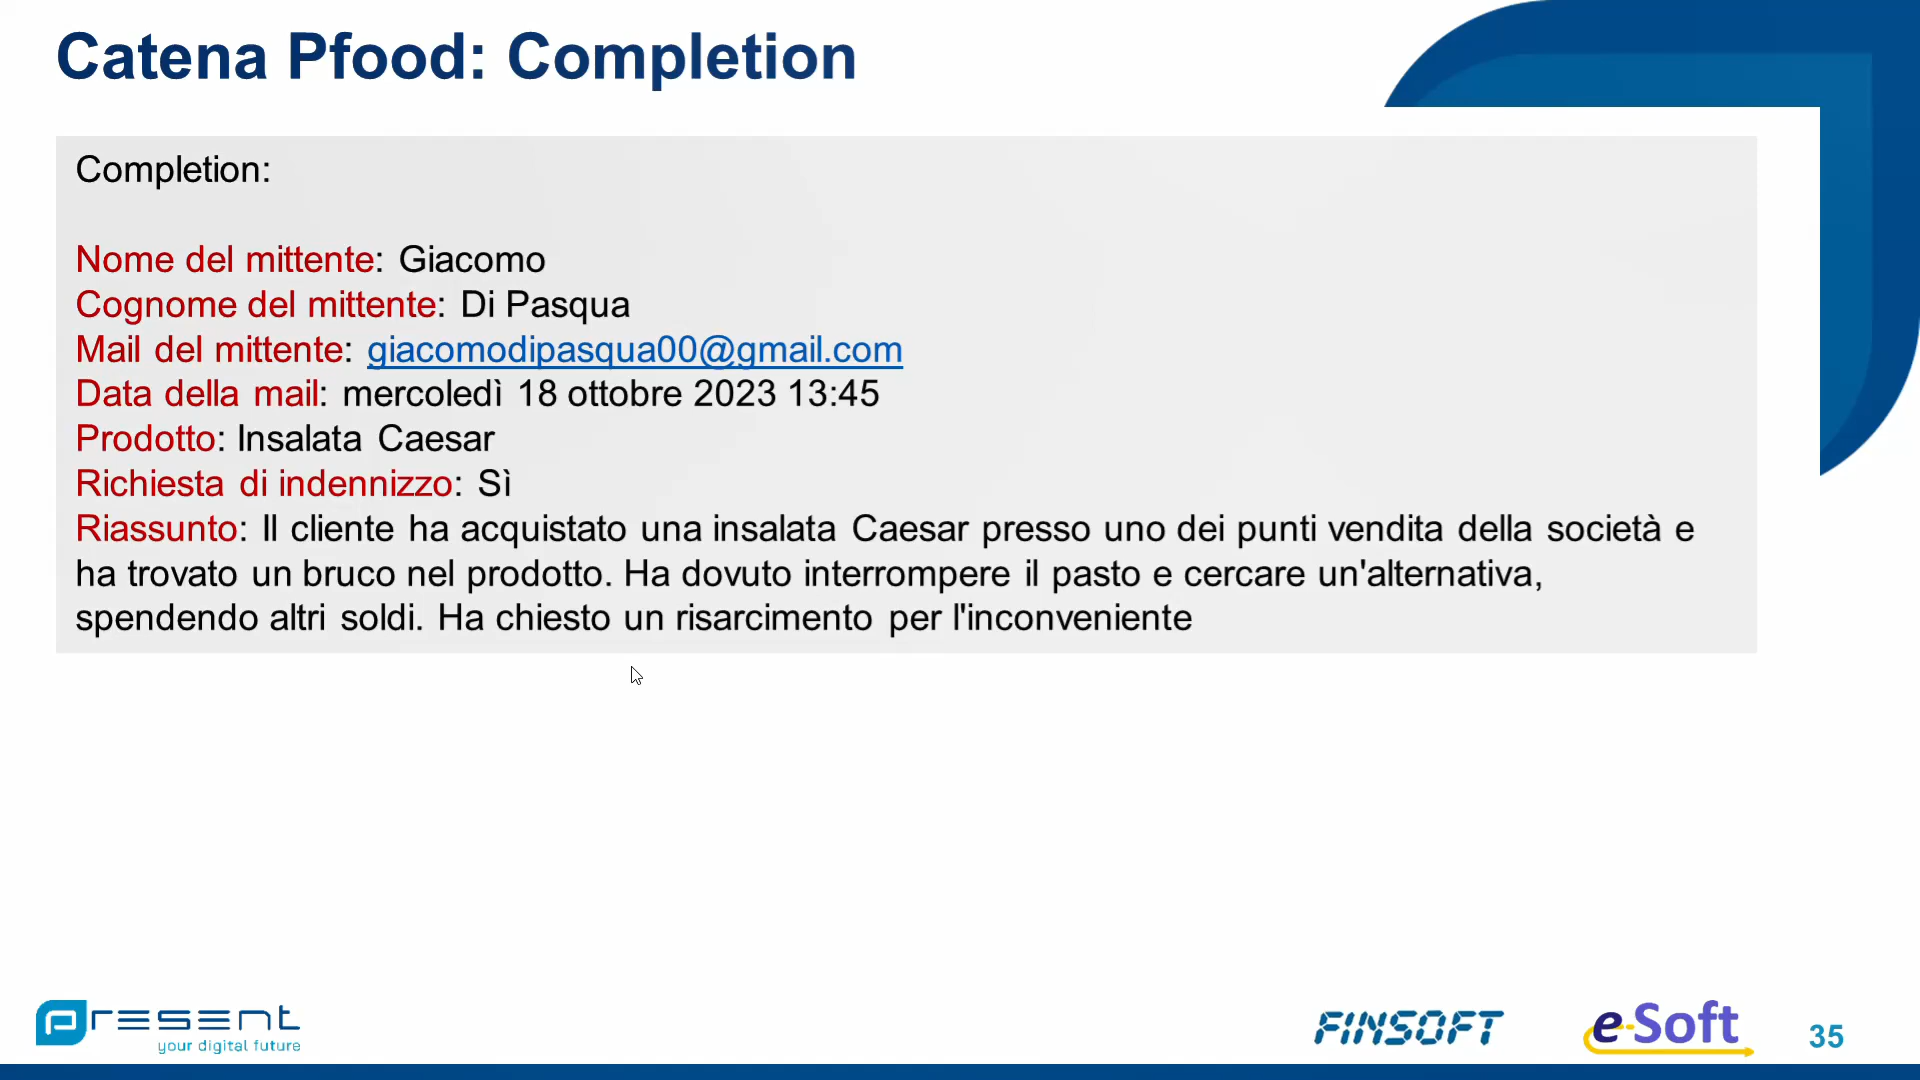 Catena Pfood: Completion
Completion:
Nome del mittente: Giacomo
Cognome del mittente: Di Pasqua
Mail del mittente: giacomodipasqua00@gmail.com
Data della mail: mercoledì 18 ottobre 2023 13:45
Prodotto: Insalata Caesar
Richiesta di indennizzo: Sì
Riassunto: Il cliente ha acquistato una insalata Caesar presso uno dei punti vendita della società e
ha trovato un bruco nel prodotto. Ha dovuto interrompere il pasto e cercare un'alternativa,
spendendo altri soldi. Ha chiesto un risarcimento per l'inconveniente
present
your digital future
FINSOFT
e-Soft
35